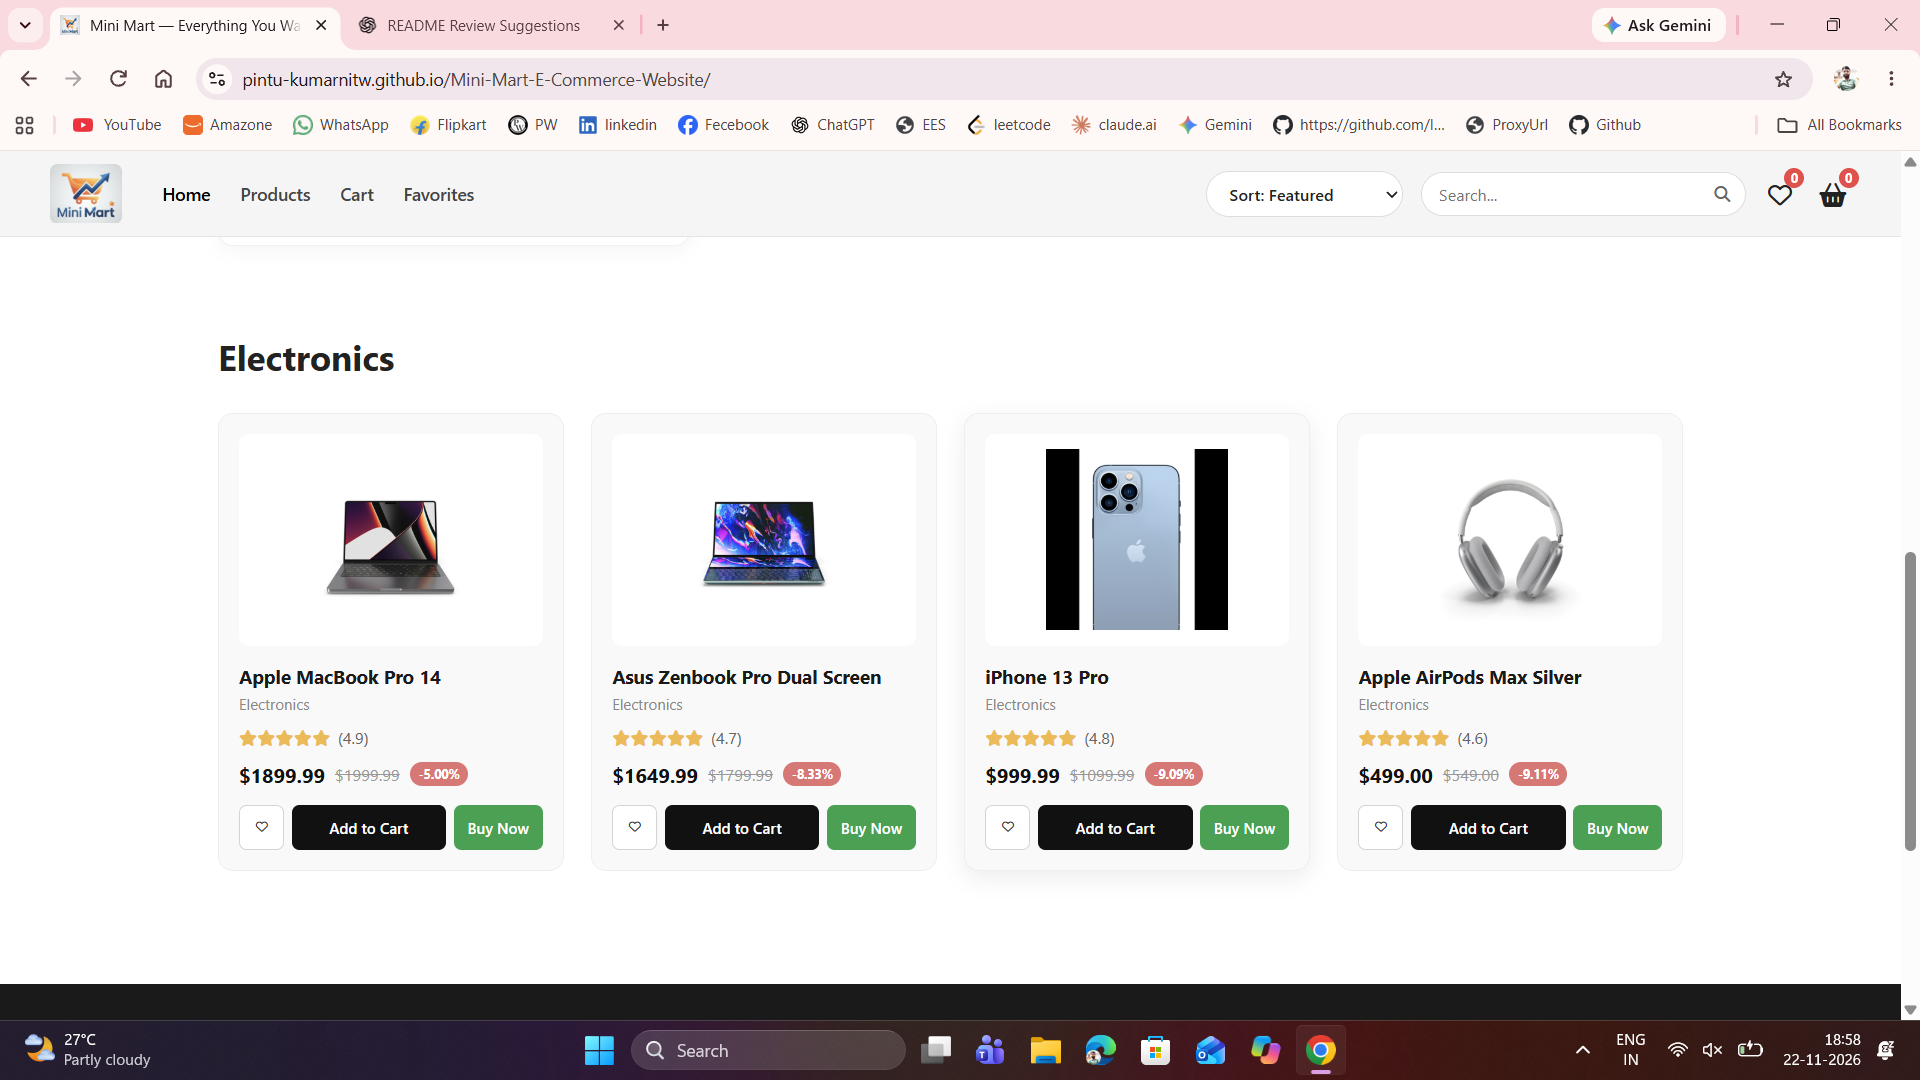 Mini Mart — Everything You Wa
README Review Suggestions
Ask Gemini
pintu-kumarnitw.github.io/Mini-Mart-E-Commerce-Website/
YouTube Amazone WhatsApp Flipkart PW linkedin Fecebook ChatGPT EES leetcode claude.ai Gemini https://github.com/l... ProxyUrl Github All Bookmarks
Mini Mart
Home Products Cart Favorites
Sort: Featured
Search...
0
0
Electronics
Apple MacBook Pro 14
Electronics
(4.9)
$1899.99 $1999.99 -5.00%
Add to Cart Buy Now
Asus Zenbook Pro Dual Screen
Electronics
(4.7)
$1649.99 $1799.99 -8.33%
Add to Cart Buy Now
iPhone 13 Pro
Electronics
(4.8)
$999.99 $1099.99 -9.09%
Add to Cart Buy Now
Apple AirPods Max Silver
Electronics
(4.6)
$499.00 $549.00 -9.11%
Add to Cart Buy Now
27°C
Partly cloudy
Search
ENG
IN
18:58
22-11-2026